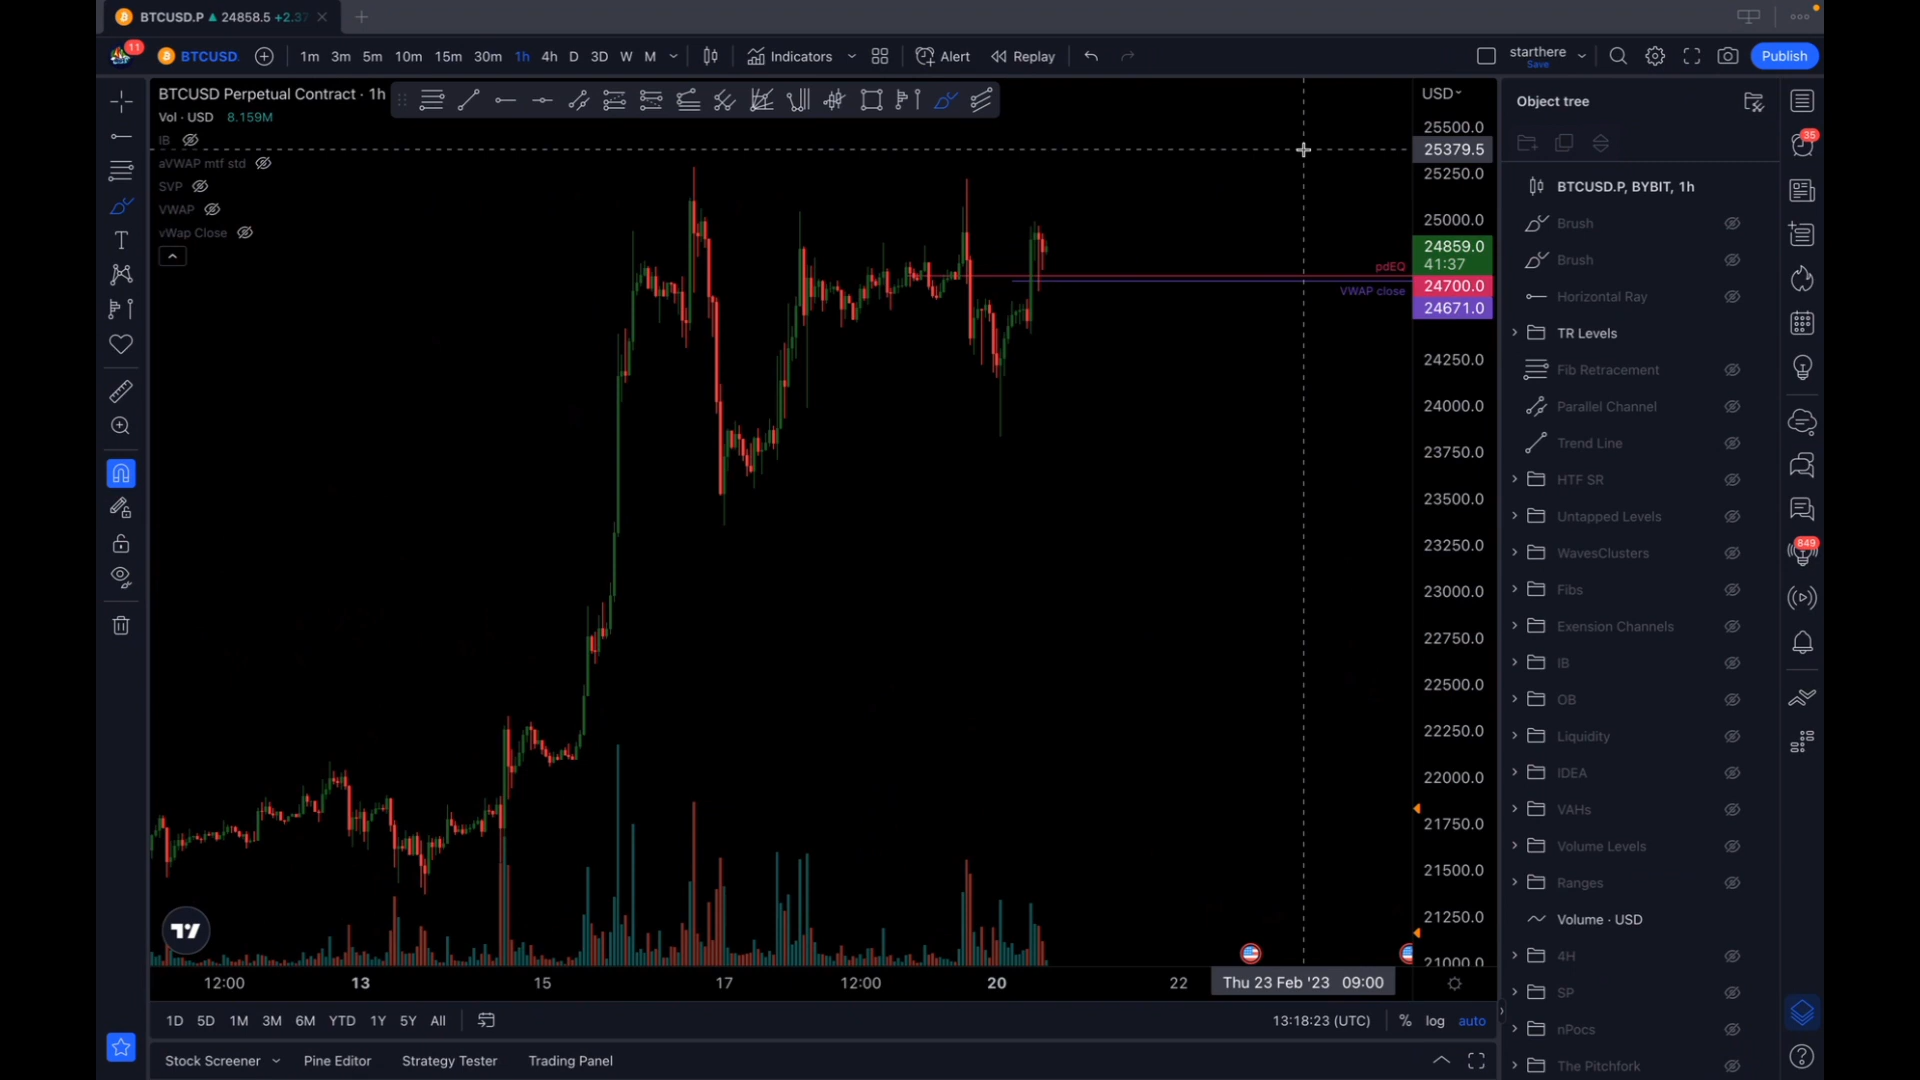 BTCUSD.P ▲ 24858.5 +2.37
11
BTCUSD.
1m 3m 5m 10m 15m 30m 1h 4h D 3D W M
Indicators
Alert
Replay
starthere
Save
Publish
BTCUSD Perpetual Contract · 1h
Vol · USD 8.159M
IB
aVWAP mtf std
SVP
VWAP
vWap Close
pdEQ
VWAP close
USD
25500.0
25379.5
25250.0
25000.0
24859.0
41:37
24700.0
24671.0
24250.0
24000.0
23750.0
23500.0
23250.0
23000.0
22750.0
22500.0
22250.0
22000.0
21750.0
21500.0
21250.0
21000.0
12:00 13 15 17 12:00 20 22 Thu 23 Feb '23 09:00
1D 5D 1M 3M 6M YTD 1Y 5Y All
13:18:23 (UTC) % log auto
Stock Screener Pine Editor Strategy Tester Trading Panel
Object tree
BTCUSD.P, BYBIT, 1h
Brush
Brush
Horizontal Ray
TR Levels
Fib Retracement
Parallel Channel
Trend Line
HTF SR
Untapped Levels
WavesClusters
Fibs
Exension Channels
IB
OB
Liquidity
IDEA
VAHs
Volume Levels
Ranges
Volume · USD
4H
SP
nPocs
The Pitchfork
35
849